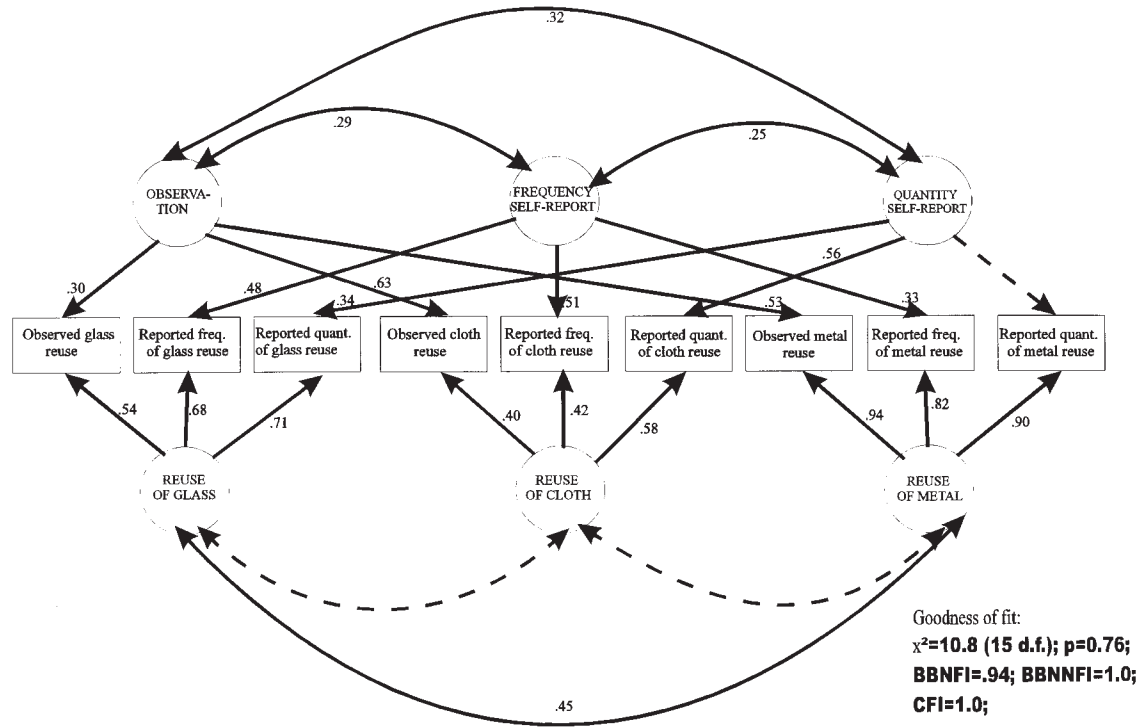 .32
.29
.25
OBSERVA-
TION
FREQUENCY
SELF-REPORT
QUANTITY
SELF-REPORT
.30
.48
.34
.63
.51
.56
.53
.33
Observed glass
reuse
Reported freq.
of glass reuse
Reported quant.
of glass reuse
Observed cloth
reuse
Reported freq.
of cloth reuse
Reported quant.
of cloth reuse
Observed metal
reuse
Reported freq.
of metal reuse
Reported quant.
of metal reuse
.54
.68
.71
.40
.42
.58
.94
.82
.90
REUSE
OF GLASS
REUSE
OF CLOTH
REUSE
OF METAL
.45
Goodness of fit:
x²=10.8 (15 d.f.); p=0.76;
BBNFI=.94; BBNNFI=1.0;
CFI=1.0;